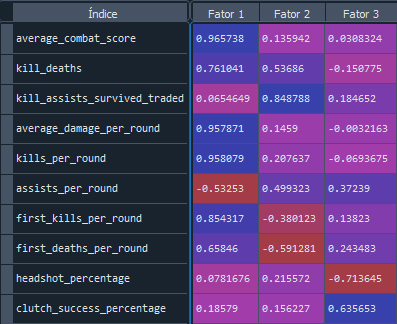 Índice Fator 1 Fator 2 Fator 3
average_combat_score 0.965738 0.135942 0.0308324
kill_deaths 0.761041 0.53686 -0.150775
kill_assists_survived_traded 0.0654649 0.848788 0.184652
average_damage_per_round 0.957871 0.1459 -0.0032163
kills_per_round 0.958079 0.207637 -0.0693675
assists_per_round -0.53253 0.499323 0.37239
first_kills_per_round 0.854317 -0.380123 0.13823
first_deaths_per_round 0.65846 -0.591281 0.243483
headshot_percentage 0.0781676 0.215572 -0.713645
clutch_success_percentage 0.18579 0.156227 0.635653